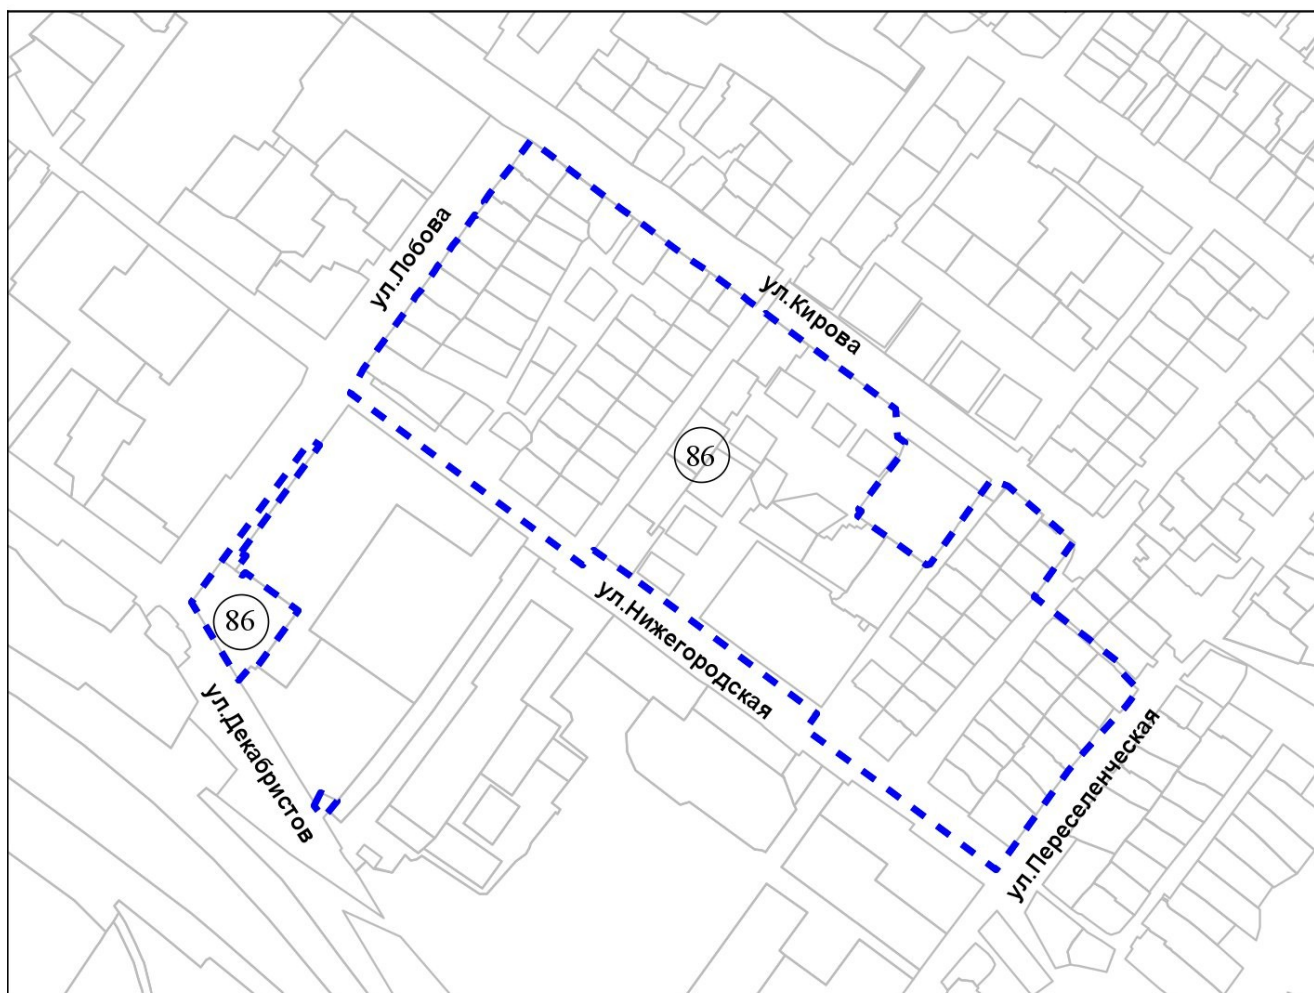 ул.Лобова
ул.Кирова
86
ул.Нижегородская
86
ул.Декабристов
ул.Переселенческая